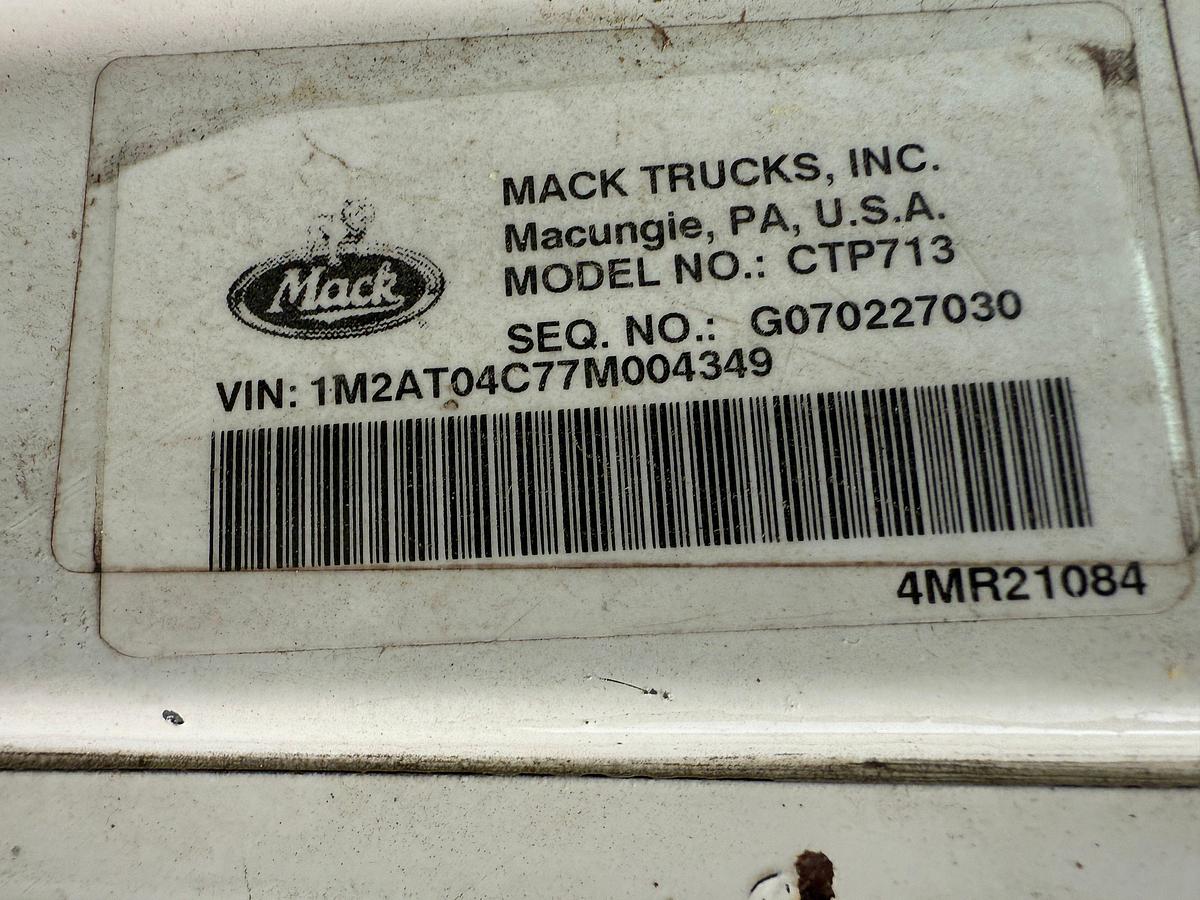 MACK TRUCKS, INC.
Macungie, PA, U.S.A.
MODEL NO.: CTP713
Mack
SEQ. NO.: G070227030
VIN: 1M2AT04C77M004349
4MR21084